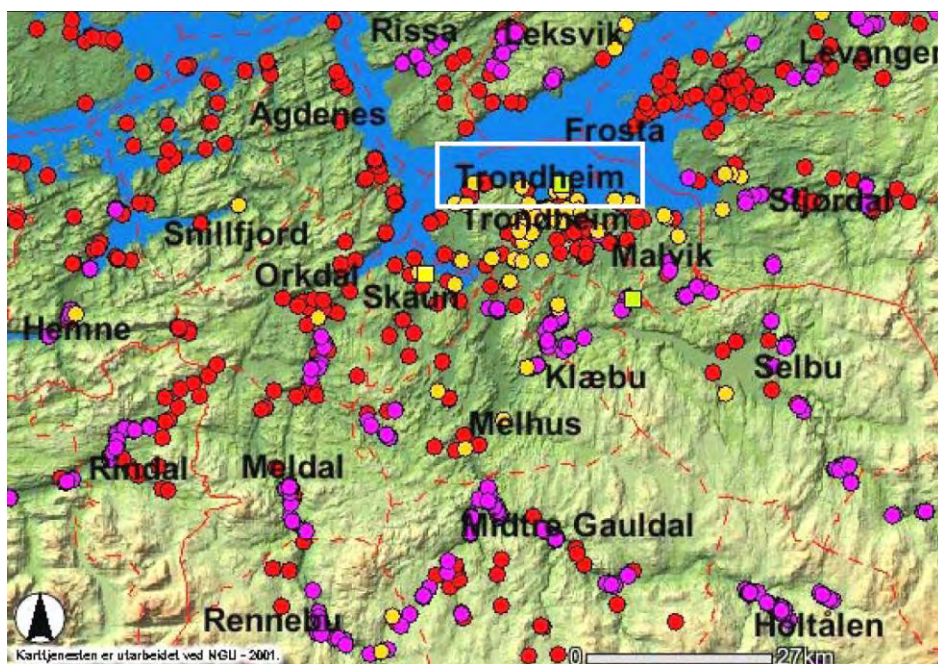 Rissa
Leksvik
Levanger
Agdenes
Frosta
Trondheim
Stjørdal
Trondheim
Snillfjord
Malvik
Orkdal
Skaun
Hemne
Selbu
Klæbu
Melhus
Rindal
Meldal
Midtre Gauldal
Rennebu
Holtålen
Karttjenesten er utarbeidet ved NGU - 2001.
0 27km